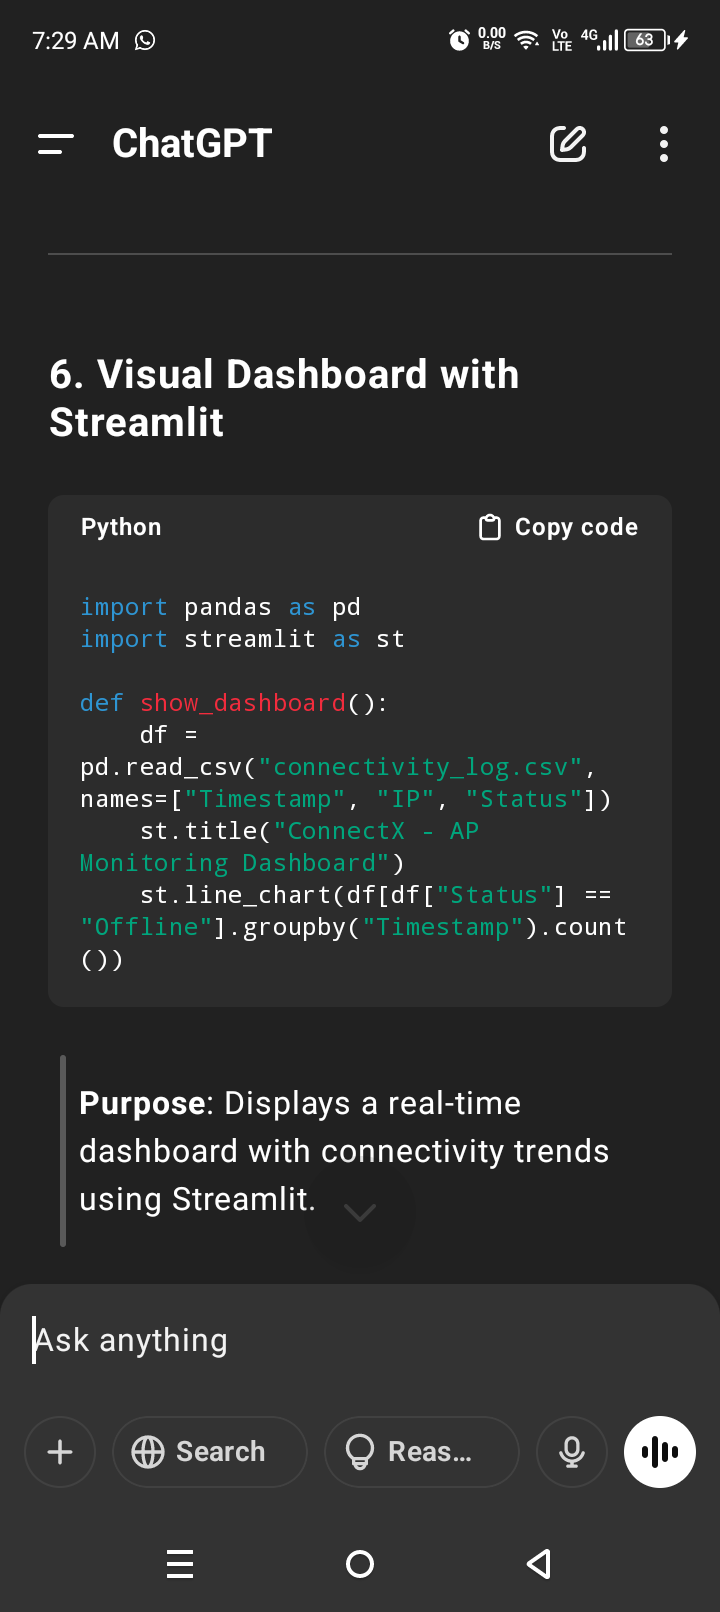 7:29 AM
0.00
B/S
Vo
LTE
4G
63
ChatGPT
6. Visual Dashboard with
Streamlit
Python
Copy code
import pandas as pd
import streamlit as st
def show_dashboard():
    df =
pd.read_csv("connectivity_log.csv",
names=["Timestamp", "IP", "Status"])
    st.title("ConnectX - AP
Monitoring Dashboard")
    st.line_chart(df[df["Status"] ==
"Offline"].groupby("Timestamp").count
())
Purpose: Displays a real-time
dashboard with connectivity trends
using Streamlit.
Ask anything
Search
Reas...